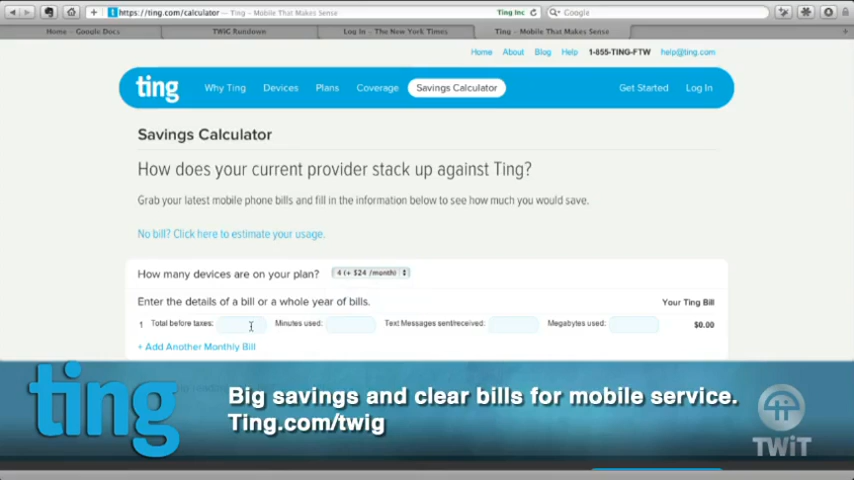 https://ting.com/calculator — Ting – Mobile That Makes Sense
Ting Inc
Google
Home – Google Docs
TWIG Rundown
Log In – The New York Times
Ting – Mobile That Makes Sense
Home About Blog Help 1-855-TING-FTW help@ting.com
ting Why Ting Devices Plans Coverage Savings Calculator Get Started Log In
Savings Calculator
How does your current provider stack up against Ting?
Grab your latest mobile phone bills and fill in the information below to see how much you would save.
No bill? Click here to estimate your usage.
How many devices are on your plan? 4 (+ $24 /month)
Enter the details of a bill or a whole year of bills. Your Ting Bill
1 Total before taxes: Minutes used: Text Messages sent/received: Megabytes used: $0.00
+ Add Another Monthly Bill
ting
Big savings and clear bills for mobile service.
Ting.com/twig
TWiT